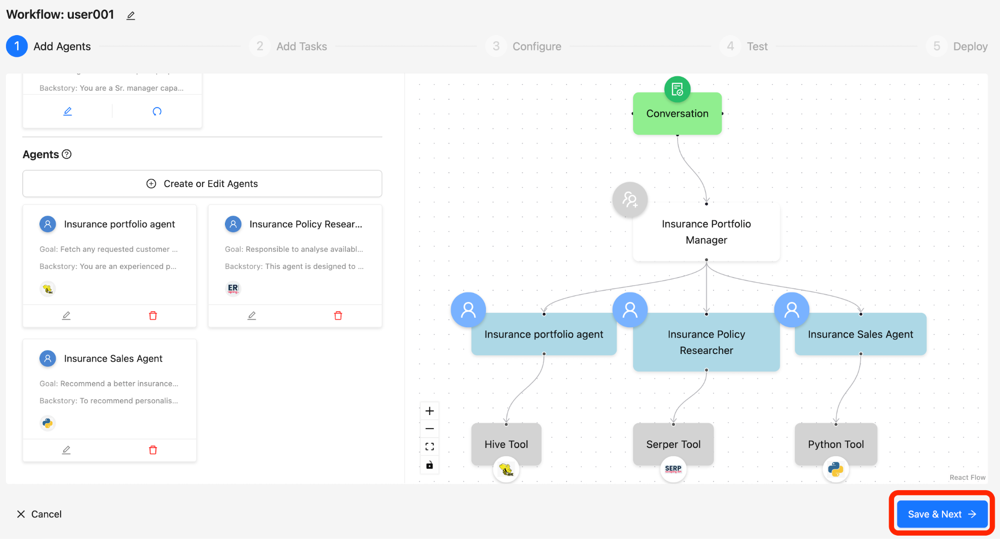 Workflow: user001
1 Add Agents
2 Add Tasks
3 Configure
4 Test
5 Deploy
Backstory: You are a Sr. manager capa...
Agents
Create or Edit Agents
Insurance portfolio agent
Goal: Fetch any requested customer ...
Backstory: You are an experienced p...
Insurance Policy Resear...
Goal: Responsible to analyse availabl...
Backstory: This agent is designed to ...
Insurance Sales Agent
Goal: Recommend a better insurance...
Backstory: To recommend personalis...
Conversation
Insurance Portfolio
Manager
Insurance portfolio agent
Insurance Policy
Researcher
Insurance Sales Agent
Hive Tool
Serper Tool
SERP
Scraping API
Python Tool
React Flow
Cancel
Save & Next